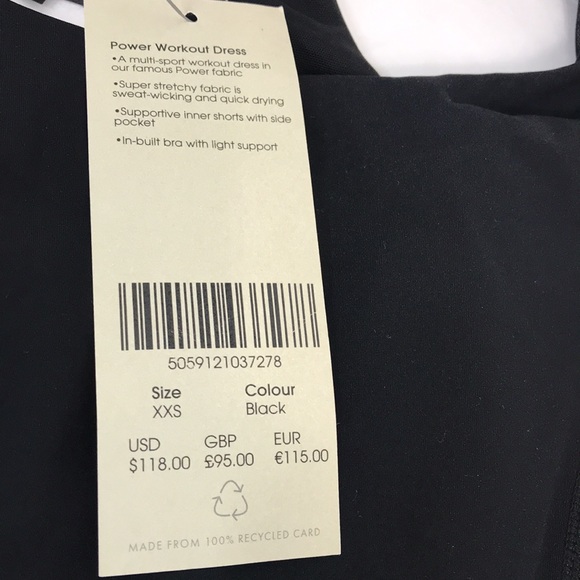 Power Workout Dress
•A multi-sport workout dress in
our famous Power fabric
•Super stretchy fabric is
sweat-wicking and quick drying
•Supportive inner shorts with side
pocket
•In-built bra with light support
5059121037278
Size Colour
XXS Black
USD GBP EUR
$118.00 £95.00 €115.00
MADE FROM 100% RECYCLED CARD